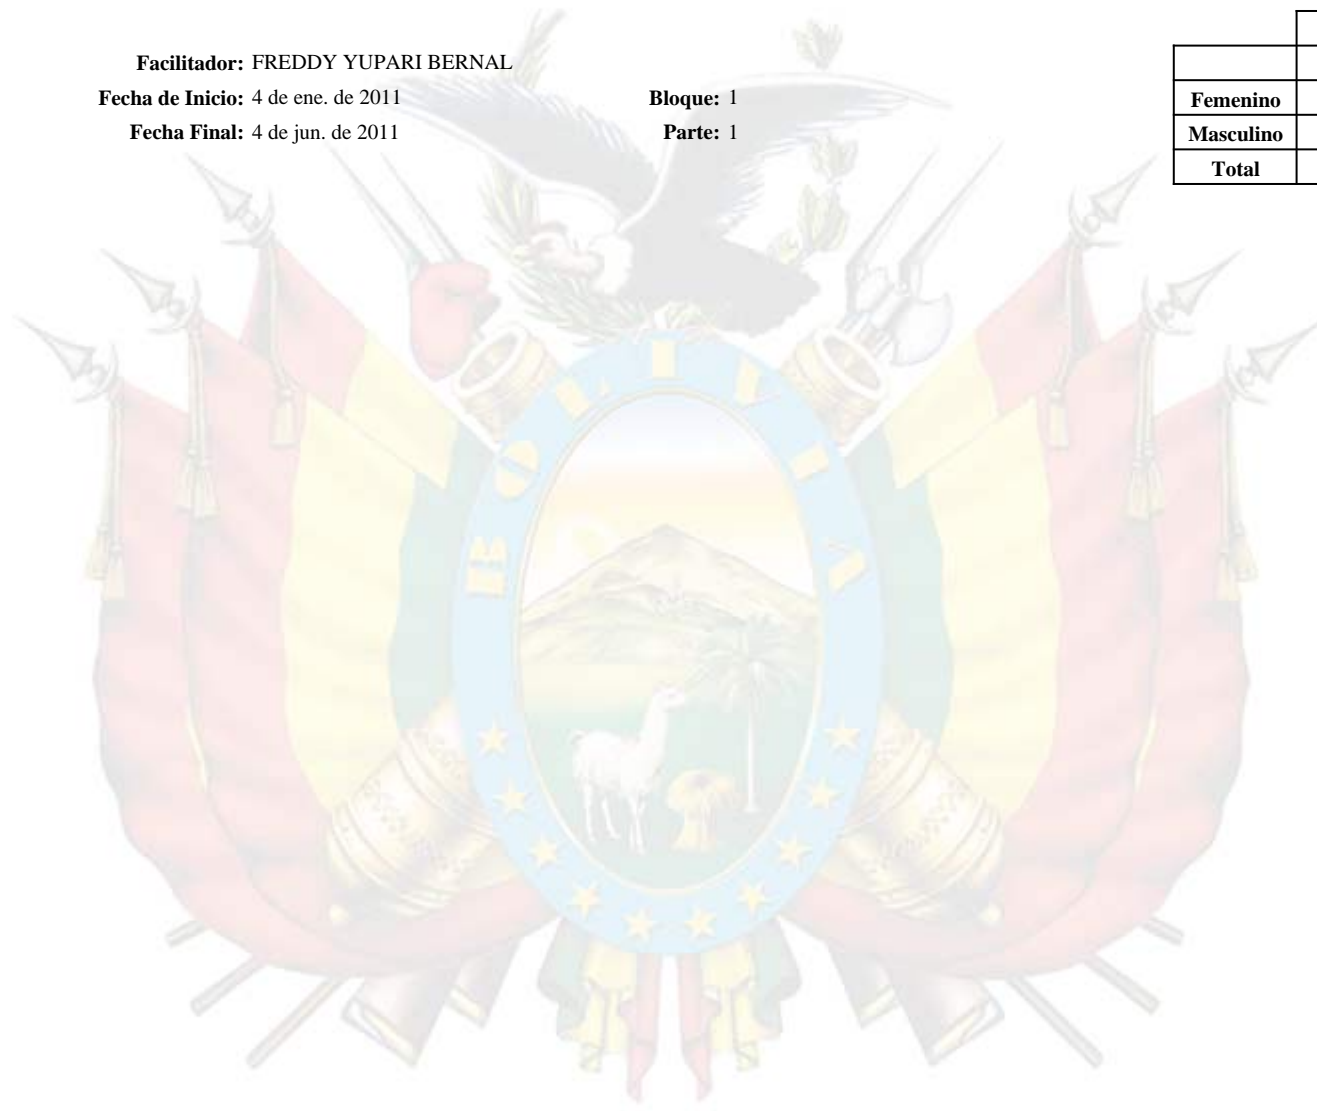 Facilitador: FREDDY YUPARI BERNAL
Fecha de Inicio: 4 de ene. de 2011 Bloque: 1
Fecha Final: 4 de jun. de 2011 Parte: 1
Femenino
Masculino
Total
BOLIVIA